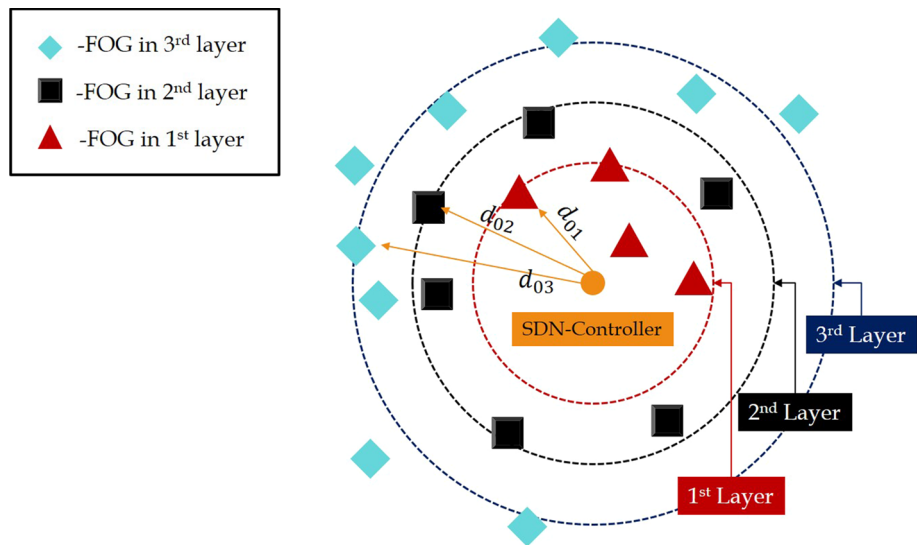 -FOG in 3rd layer
-FOG in 2nd layer
-FOG in 1st layer
d02
d01
d03
SDN-Controller
3rd Layer
2nd Layer
1st Layer